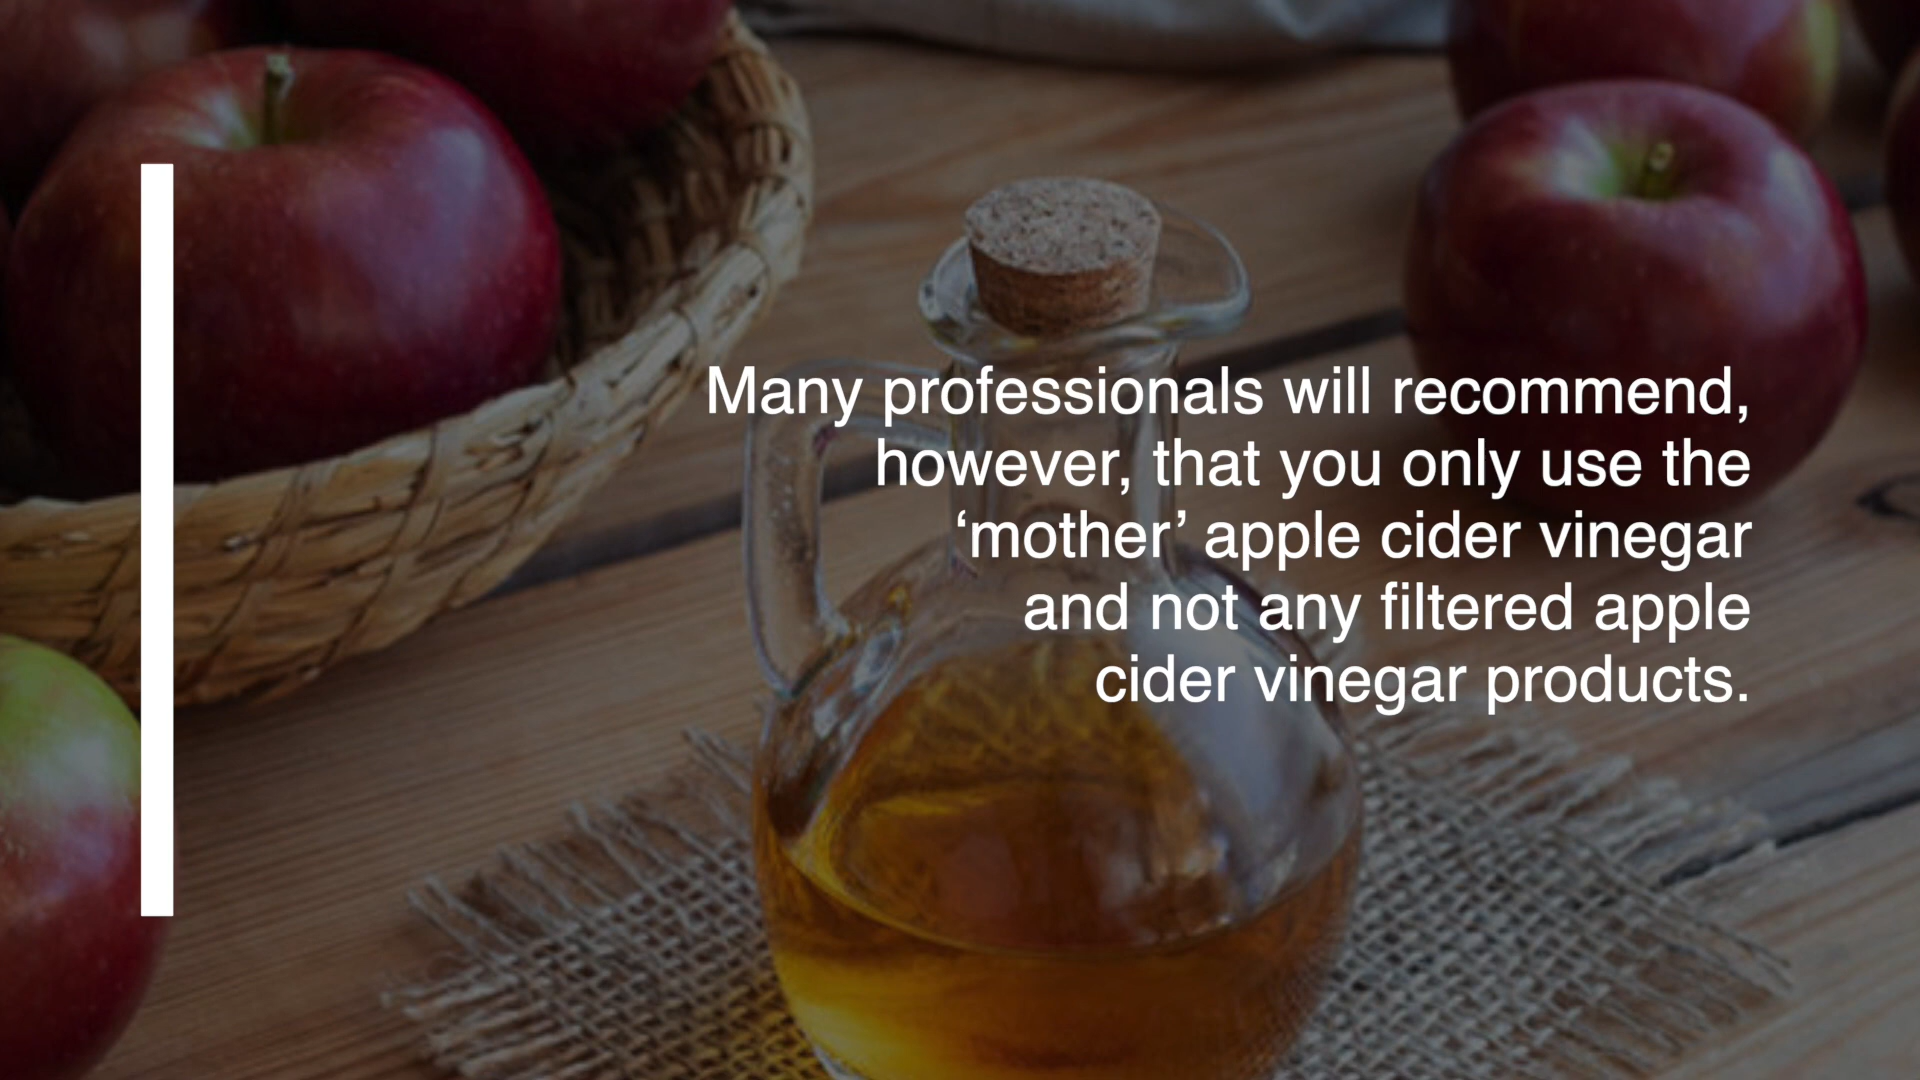 Many professionals will recommend,
however, that you only use the
‘mother’ apple cider vinegar
and not any filtered apple
cider vinegar products.